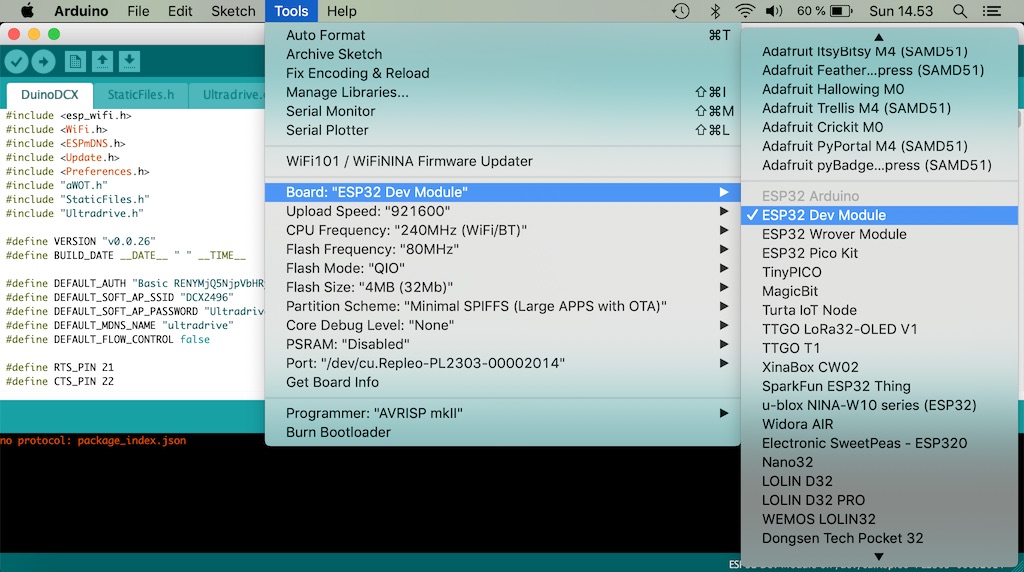 Arduino File Edit Sketch Tools Help 60 % Sun 14.53
DuinoDCX StaticFiles.h Ultradrive.
#include <esp_wifi.h>
#include <WiFi.h>
#include <ESPmDNS.h>
#include <Update.h>
#include <Preferences.h>
#include "aWOT.h"
#include "StaticFiles.h"
#include "Ultradrive.h"
#define VERSION "v0.0.26"
#define BUILD_DATE __DATE__ " " __TIME__
#define DEFAULT_AUTH "Basic RENYMjQ5NjpVbHR
#define DEFAULT_SOFT_AP_SSID "DCX2496"
#define DEFAULT_SOFT_AP_PASSWORD "Ultradriv
#define DEFAULT_MDNS_NAME "ultradrive"
#define DEFAULT_FLOW_CONTROL false
#define RTS_PIN 21
#define CTS_PIN 22
no protocol: package_index.json
Auto Format ⌘T
Archive Sketch
Fix Encoding & Reload
Manage Libraries... ⇧⌘I
Serial Monitor ⇧⌘M
Serial Plotter ⇧⌘L
WiFi101 / WiFiNINA Firmware Updater
Board: "ESP32 Dev Module"
Upload Speed: "921600"
CPU Frequency: "240MHz (WiFi/BT)"
Flash Frequency: "80MHz"
Flash Mode: "QIO"
Flash Size: "4MB (32Mb)"
Partition Scheme: "Minimal SPIFFS (Large APPS with OTA)"
Core Debug Level: "None"
PSRAM: "Disabled"
Port: "/dev/cu.Repleo-PL2303-00002014"
Get Board Info
Programmer: "AVRISP mkII"
Burn Bootloader
Adafruit ItsyBitsy M4 (SAMD51)
Adafruit Feather...press (SAMD51)
Adafruit Hallowing M0
Adafruit Trellis M4 (SAMD51)
Adafruit Crickit M0
Adafruit PyPortal M4 (SAMD51)
Adafruit pyBadge...press (SAMD51)
ESP32 Arduino
✓ ESP32 Dev Module
ESP32 Wrover Module
ESP32 Pico Kit
TinyPICO
MagicBit
Turta IoT Node
TTGO LoRa32-OLED V1
TTGO T1
XinaBox CW02
SparkFun ESP32 Thing
u-blox NINA-W10 series (ESP32)
Widora AIR
Electronic SweetPeas - ESP320
Nano32
LOLIN D32
LOLIN D32 PRO
WEMOS LOLIN32
Dongsen Tech Pocket 32